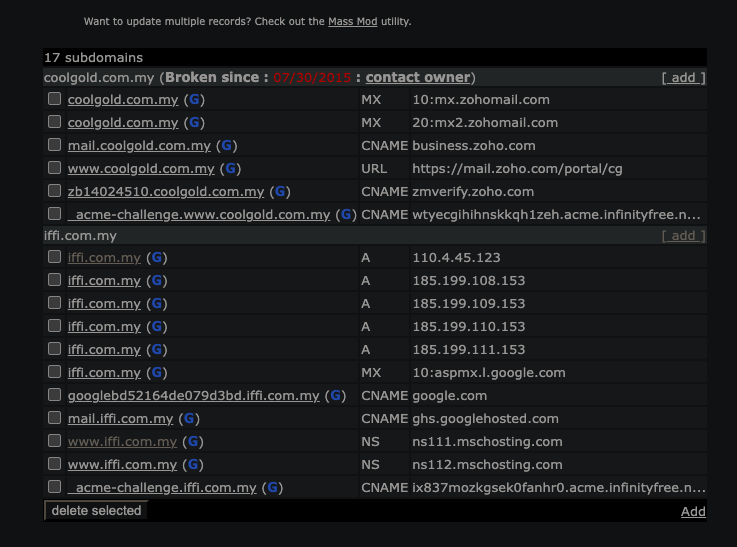 Want to update multiple records? Check out the Mass Mod utility.
17 subdomains
coolgold.com.my (Broken since : 07/30/2015 : contact owner) [ add ]
coolgold.com.my (G) MX 10:mx.zohomail.com
coolgold.com.my (G) MX 20:mx2.zohomail.com
mail.coolgold.com.my (G) CNAME business.zoho.com
www.coolgold.com.my (G) URL https://mail.zoho.com/portal/cg
zb14024510.coolgold.com.my (G) CNAME zmverify.zoho.com
_acme-challenge.www.coolgold.com.my (G) CNAME wtyecgihihnskkqh1zeh.acme.infinityfree.n...
iffi.com.my [ add ]
iffi.com.my (G) A 110.4.45.123
iffi.com.my (G) A 185.199.108.153
iffi.com.my (G) A 185.199.109.153
iffi.com.my (G) A 185.199.110.153
iffi.com.my (G) A 185.199.111.153
iffi.com.my (G) MX 10:aspmx.l.google.com
googlebd52164de079d3bd.iffi.com.my (G) CNAME google.com
mail.iffi.com.my (G) CNAME ghs.googlehosted.com
www.iffi.com.my (G) NS ns111.mschosting.com
www.iffi.com.my (G) NS ns112.mschosting.com
_acme-challenge.iffi.com.my (G) CNAME ix837mozkgsek0fanhr0.acme.infinityfree.n...
delete selected Add